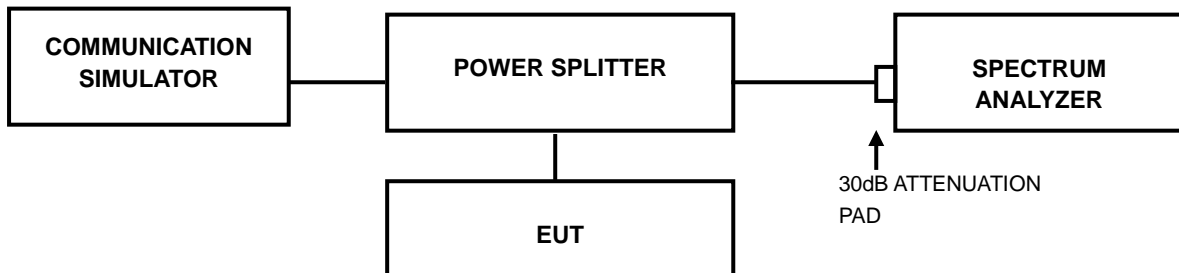 COMMUNICATION
SIMULATOR
POWER SPLITTER
SPECTRUM
ANALYZER
30dB ATTENUATION
PAD
EUT